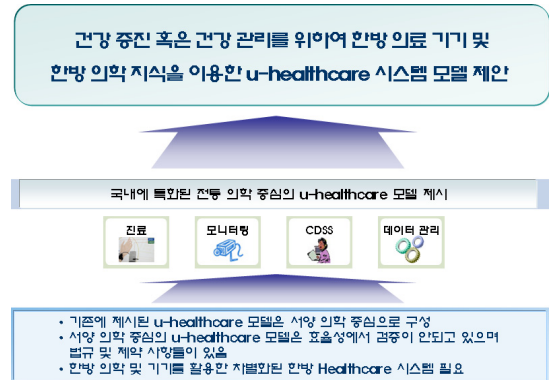 건강 증진 혹은 건강 관리를 위하여 한방 의료 기기 및
한방 의학 지식을 이용한 u-healthcare 시스템 모델 제안
국내에 특화된 전통 의학 중심의 u-healthcare 모델 제시
진료
모니터링
CDSS
데이터 관리
• 기존에 제시된 u-healthcare 모델은 서양 의학 중심으로 구성
• 서양 의학 중심의 u-healthcare 모델은 효율성에서 검증이 안되고 있으며
법규 및 제약 사항들이 있음
• 한방 의학 및 기기를 활용한 차별화된 한방 Healthcare 시스템 필요